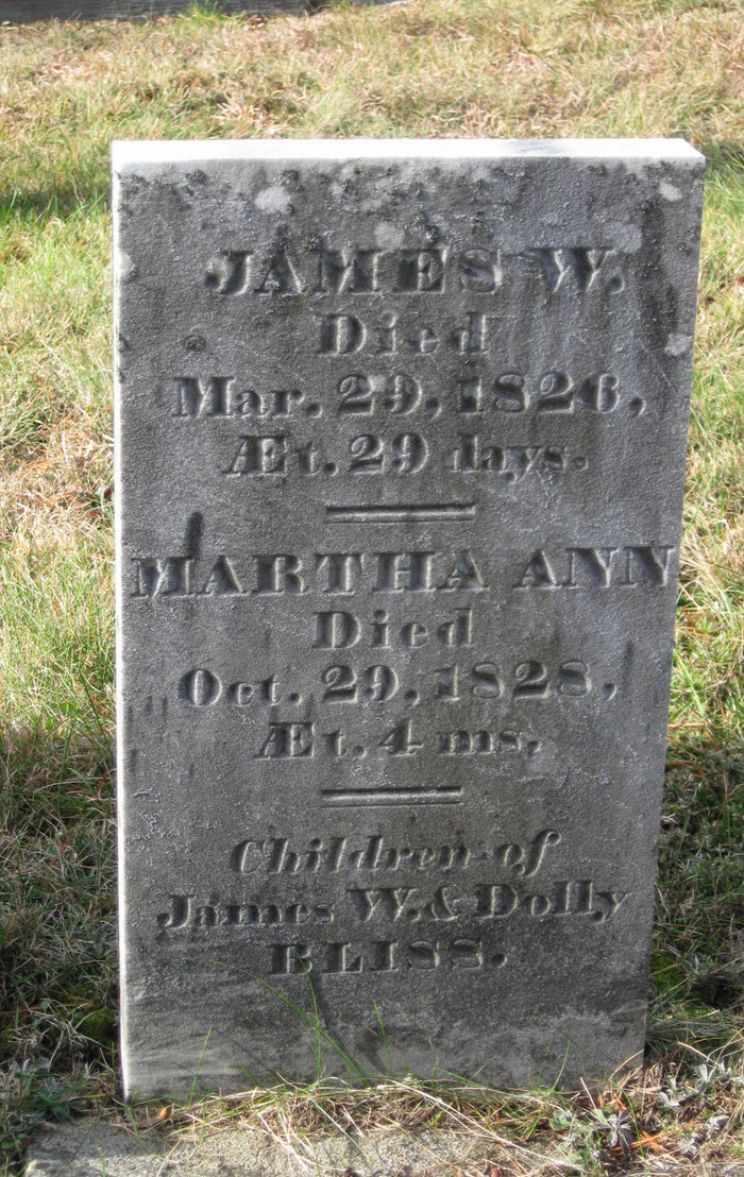 JAMES W.
Died
Mar. 29, 1826,
Æt. 29 days.
MARTHA ANN
Died
Oct. 29, 1828,
Æt. 4 ms.
Children of
James W. & Dolly
BLISS.